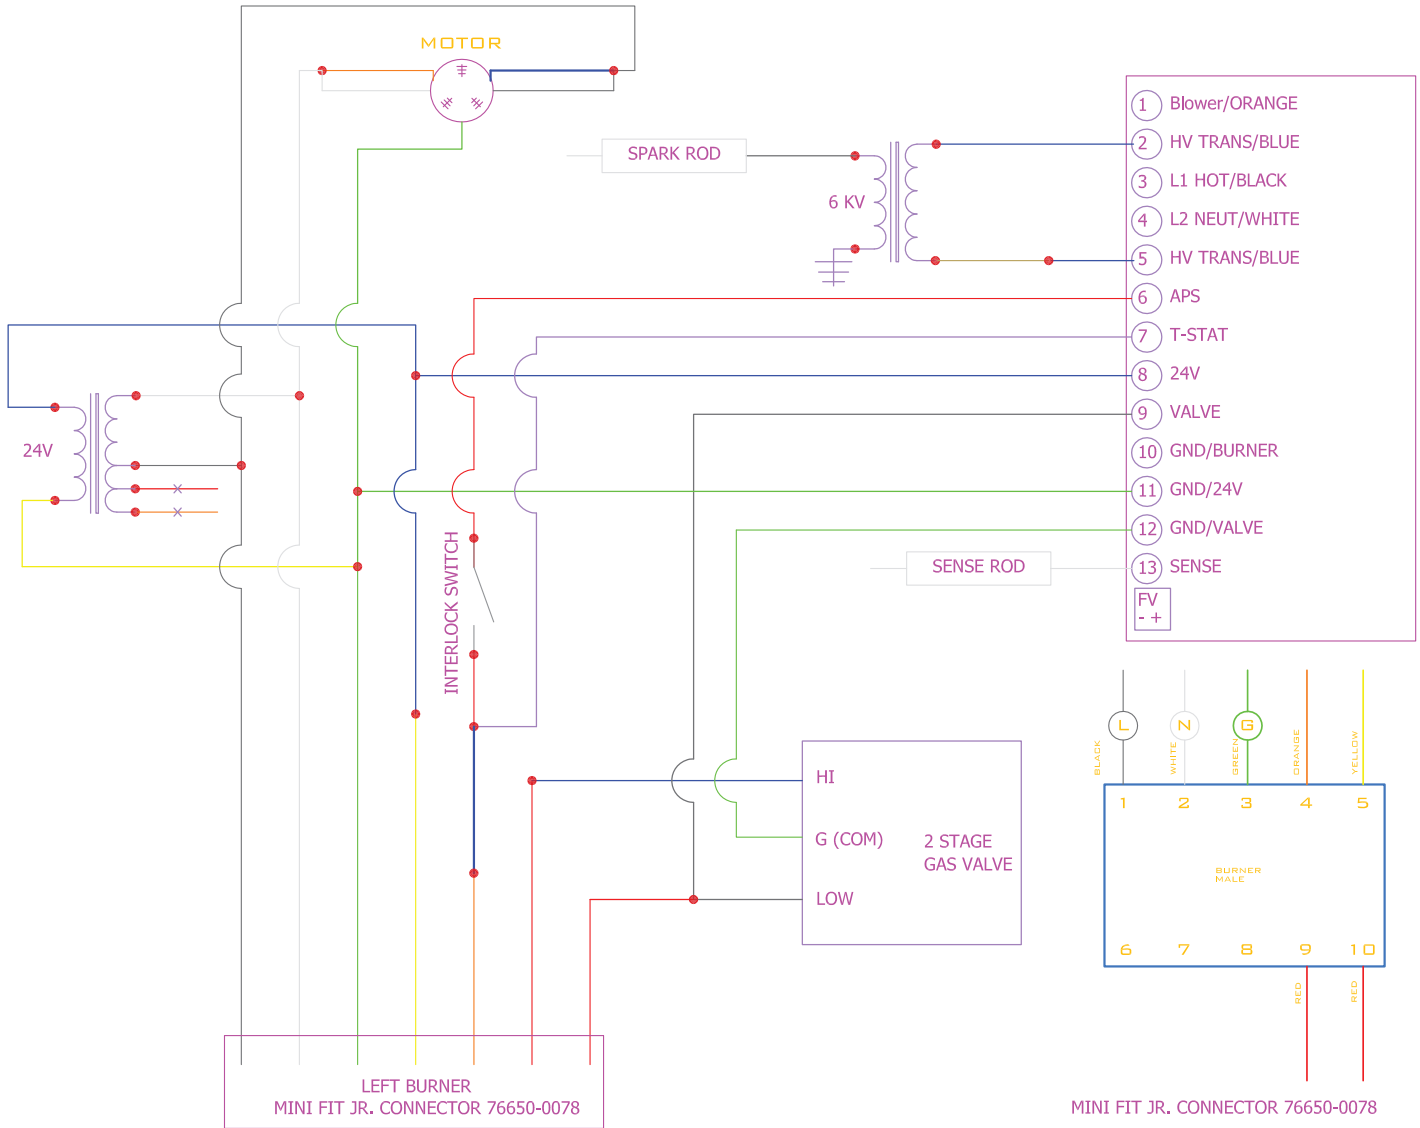 MOTOR
1 Blower/ORANGE
2 HV TRANS/BLUE
3 L1 HOT/BLACK
4 L2 NEUT/WHITE
5 HV TRANS/BLUE
6 APS
7 T-STAT
8 24V
9 VALVE
10 GND/BURNER
11 GND/24V
12 GND/VALVE
13 SENSE
FV
- +
SPARK ROD
6 KV
24V
INTERLOCK SWITCH
SENSE ROD
HI
G (COM)
LOW
2 STAGE
GAS VALVE
L N G
BLACK
WHITE
GREEN
ORANGE
YELLOW
1 2 3 4 5
BURNER
MALE
6 7 8 9 10
RED
RED
LEFT BURNER
MINI FIT JR. CONNECTOR 76650-0078
MINI FIT JR. CONNECTOR 76650-0078